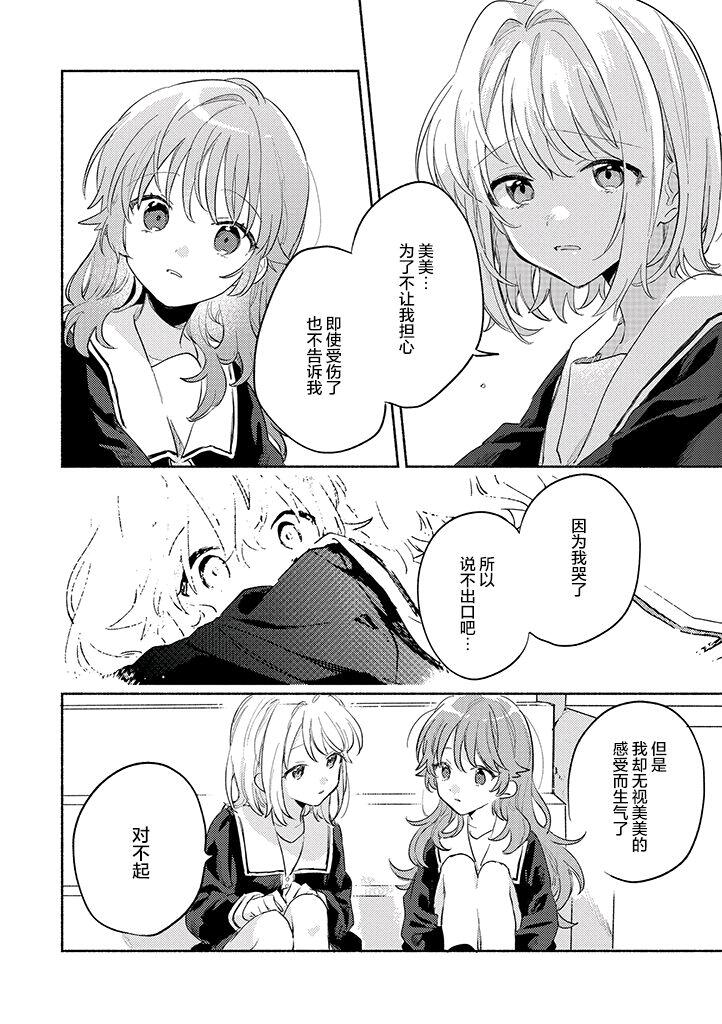 美美…
为了不让我担心
即使受伤了
也不告诉我
因为我哭了
所以
说不出口吧…
但是
我却无视美美的
感受而生气了
对不起